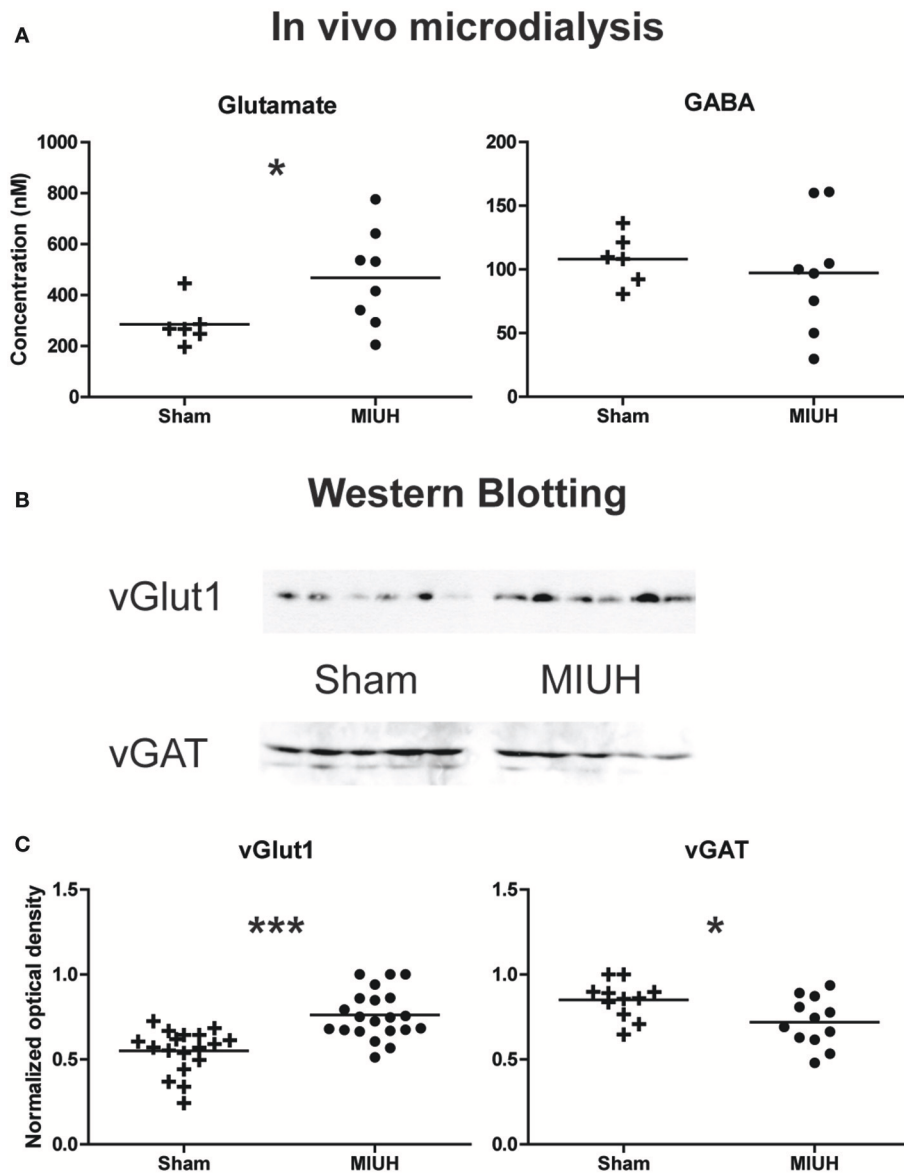 A
In vivo microdialysis
Glutamate
GABA
Concentration (nM)
1000
800
600
400
200
0
*
Sham
MIUH
200
150
100
50
0
Sham
MIUH
B
Western Blotting
vGlut1
Sham
MIUH
vGAT
C
vGlut1
vGAT
Normalized optical density
1.5
1.0
0.5
0.0
***
Sham
MIUH
1.5
1.0
0.5
0.0
*
Sham
MIUH